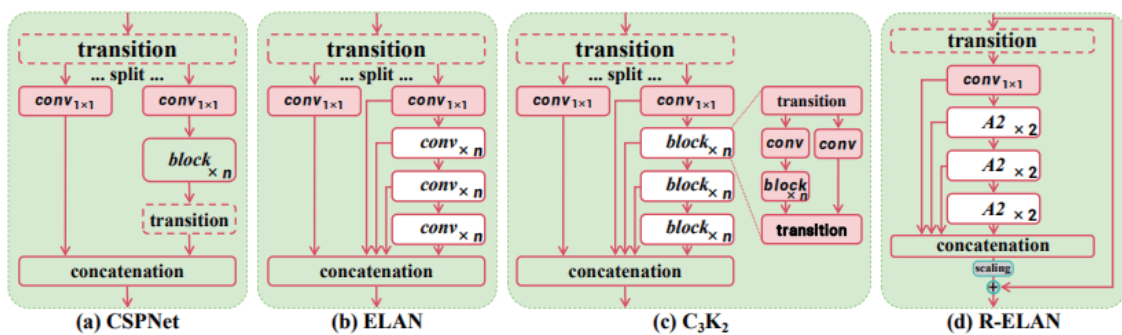 transition
... split ...
conv1×1
conv1×1
block× n
transition
concatenation
(a) CSPNet
transition
... split ...
conv1×1
conv1×1
conv× n
conv× n
conv× n
concatenation
(b) ELAN
transition
... split ...
conv1×1
conv1×1
block× n
block× n
block× n
concatenation
transition
conv
conv
block× n
transition
(c) C3K2
transition
conv1×1
A2 × 2
A2 × 2
A2 × 2
concatenation
scaling
+
(d) R-ELAN